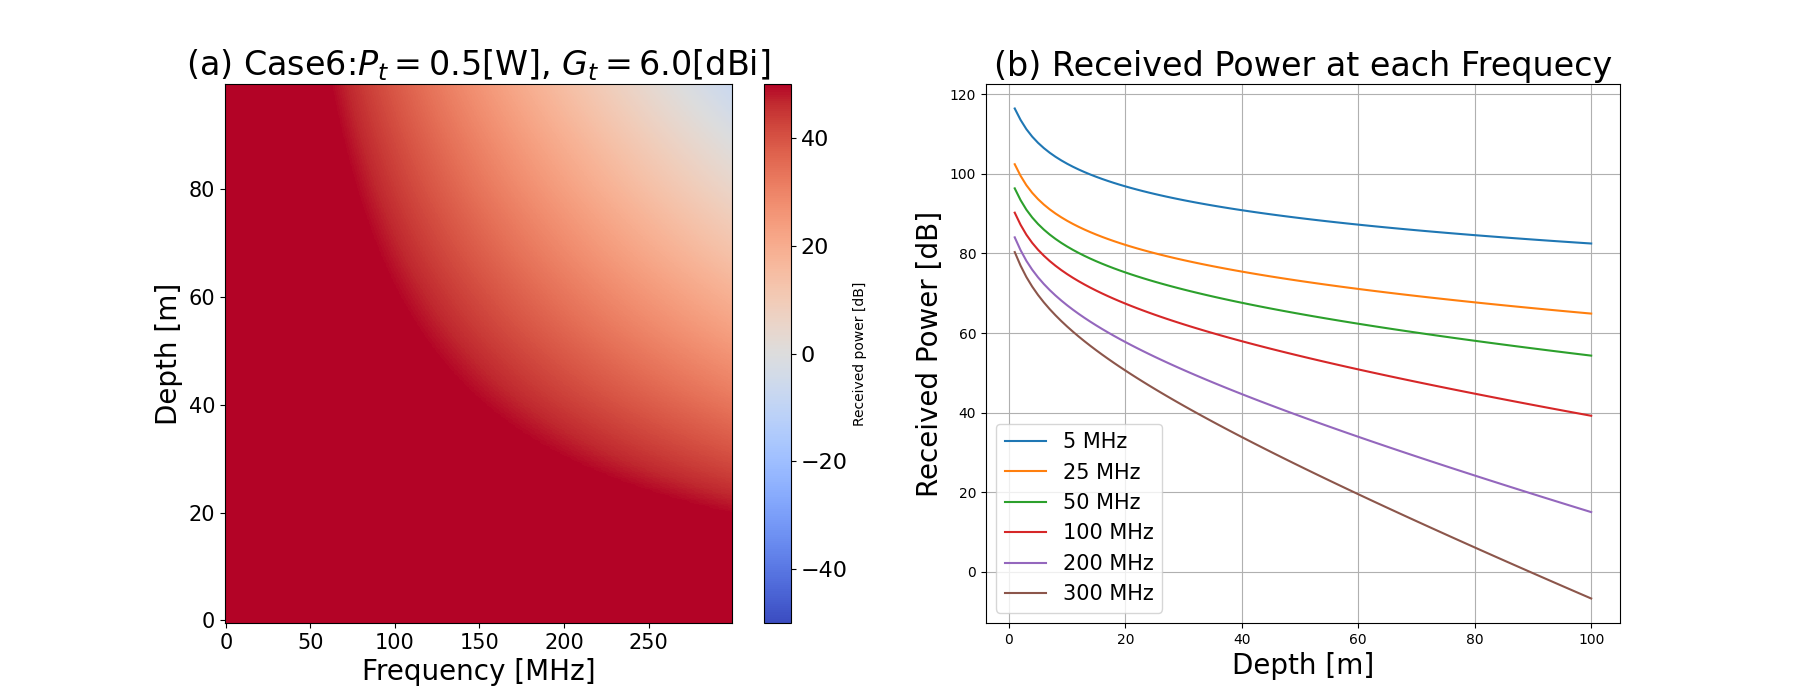 (a) Case6:P_t = 0.5[W], G_t = 6.0[dBi]
80
60
40
20
0
0 50 100 150 200 250
Depth [m]
Frequency [MHz]
40
20
0
−20
−40
Received power [dB]
(b) Received Power at each Frequecy
120
100
80
60
40
20
0
0 20 40 60 80 100
Received Power [dB]
Depth [m]
5 MHz
25 MHz
50 MHz
100 MHz
200 MHz
300 MHz